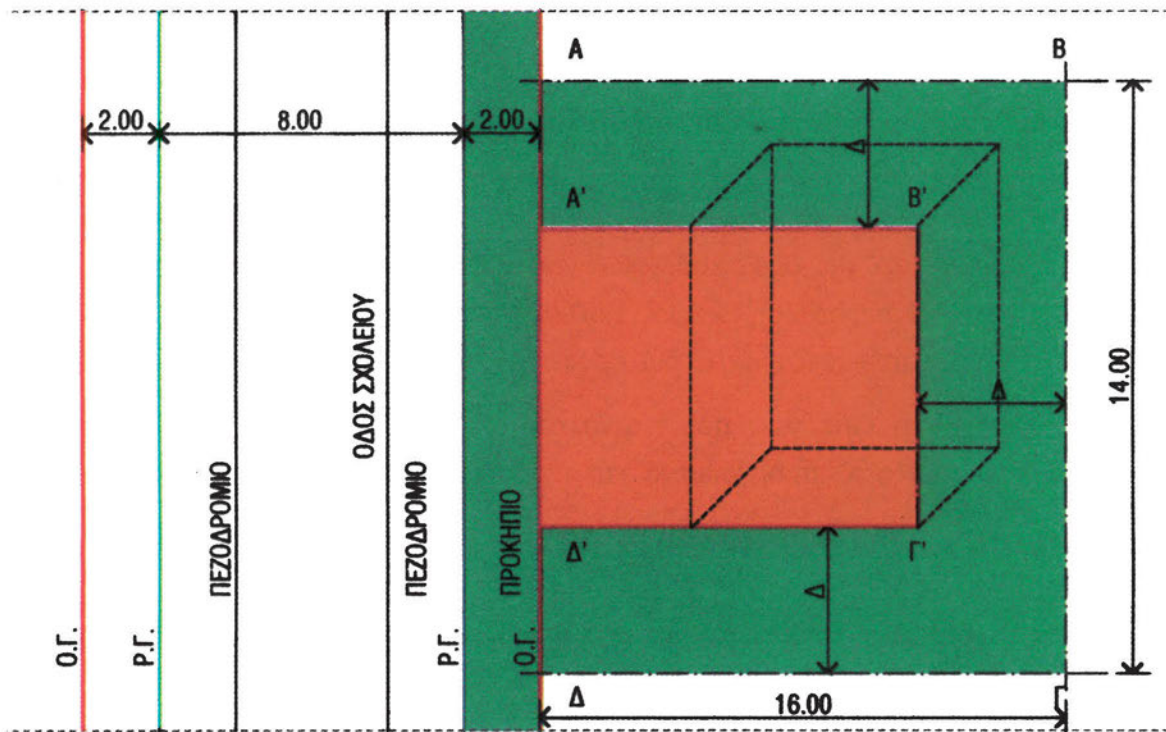 Α
Β
2.00
8.00
2.00
Δ
Α'
Β'
ΟΔΟΣ ΣΧΟΛΕΙΟΥ
14.00
Δ
ΠΕΖΟΔΡΟΜΙΟ
ΠΕΖΟΔΡΟΜΙΟ
ΠΡΟΚΗΠΙΟ
Δ'
Γ'
Δ
Ο.Γ.
Ρ.Γ.
Ρ.Γ.
Ο.Γ.
Δ
16.00
Γ